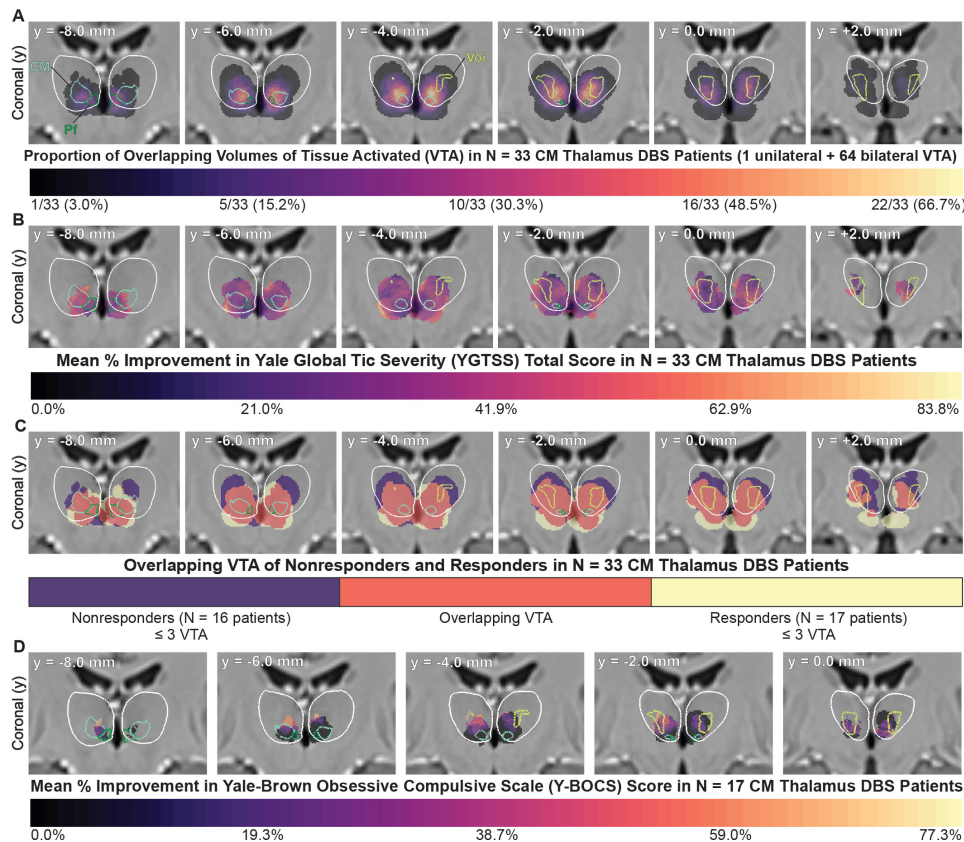 A
y = -8.0 mm
y = -6.0 mm
y = -4.0 mm
y = -2.0 mm
y = 0.0 mm
y = +2.0 mm
Coronal (y)
CM
Pf
Voi
Proportion of Overlapping Volumes of Tissue Activated (VTA) in N = 33 CM Thalamus DBS Patients (1 unilateral + 64 bilateral VTA)
1/33 (3.0%)
5/33 (15.2%)
10/33 (30.3%)
16/33 (48.5%)
22/33 (66.7%)
B
y = -8.0 mm
y = -6.0 mm
y = -4.0 mm
y = -2.0 mm
y = 0.0 mm
y = +2.0 mm
Coronal (y)
Mean % Improvement in Yale Global Tic Severity (YGTSS) Total Score in N = 33 CM Thalamus DBS Patients
0.0%
21.0%
41.9%
62.9%
83.8%
C
y = -8.0 mm
y = -6.0 mm
y = -4.0 mm
y = -2.0 mm
y = 0.0 mm
y = +2.0 mm
Coronal (y)
Overlapping VTA of Nonresponders and Responders in N = 33 CM Thalamus DBS Patients
Nonresponders (N = 16 patients)
≤ 3 VTA
Overlapping VTA
Responders (N = 17 patients)
≤ 3 VTA
D
y = -8.0 mm
y = -6.0 mm
y = -4.0 mm
y = -2.0 mm
y = 0.0 mm
Coronal (y)
Mean % Improvement in Yale-Brown Obsessive Compulsive Scale (Y-BOCS) Score in N = 17 CM Thalamus DBS Patients
0.0%
19.3%
38.7%
59.0%
77.3%